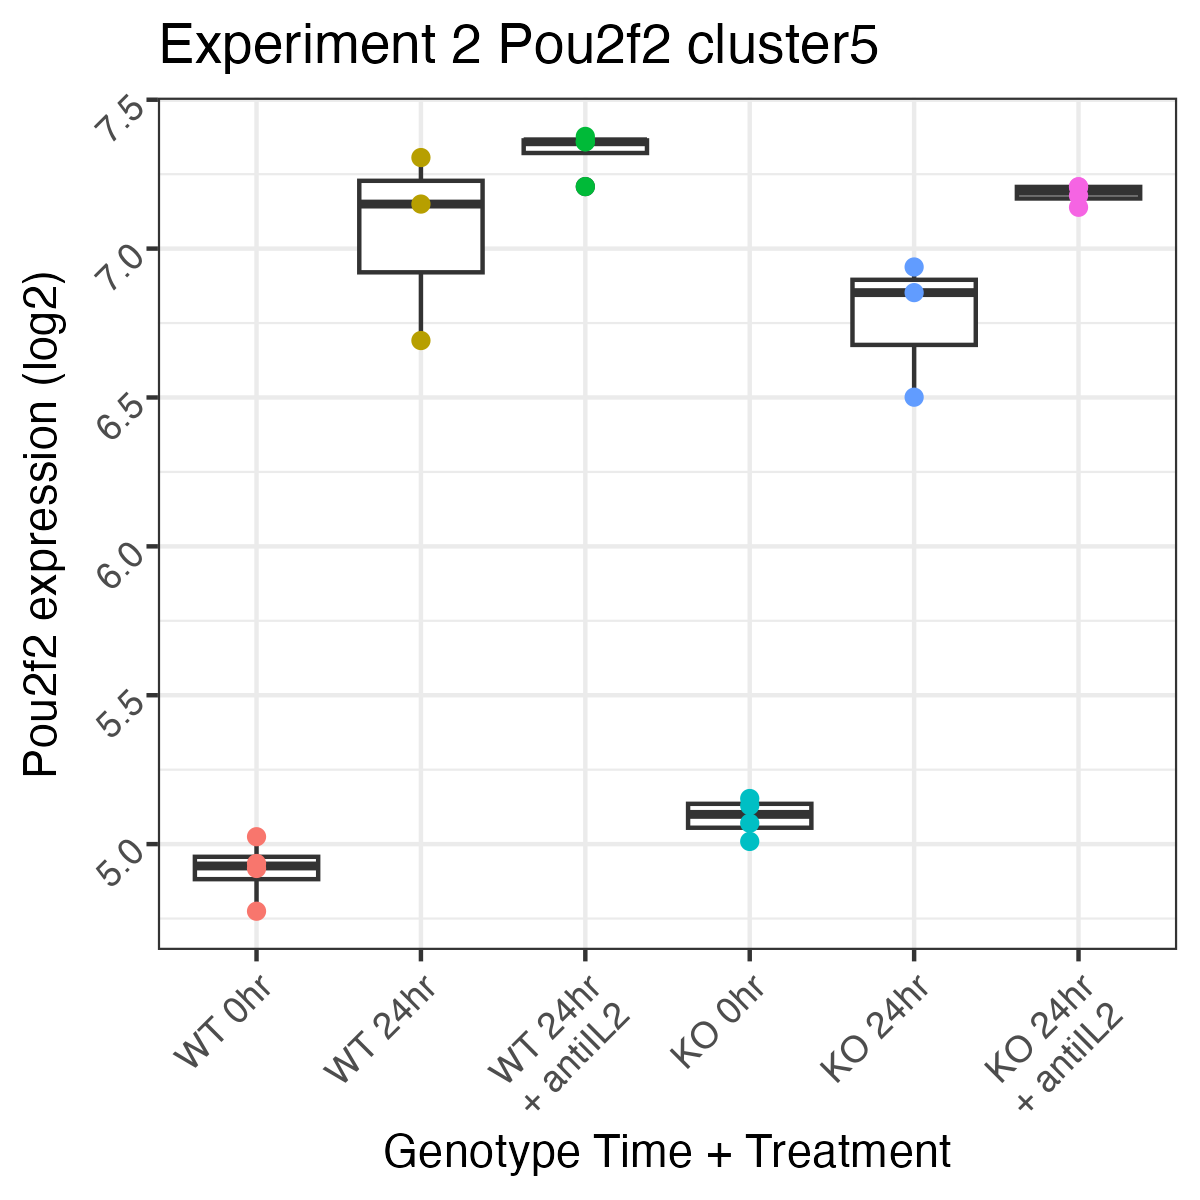 Experiment 2 Pou2f2 cluster5
Pou2f2 expression (log2)
7.5
7.0
6.5
6.0
5.5
5.0
WT 0hr
WT 24hr
WT 24hr
+ antiIL2
KO 0hr
KO 24hr
KO 24hr
+ antiIL2
Genotype Time + Treatment